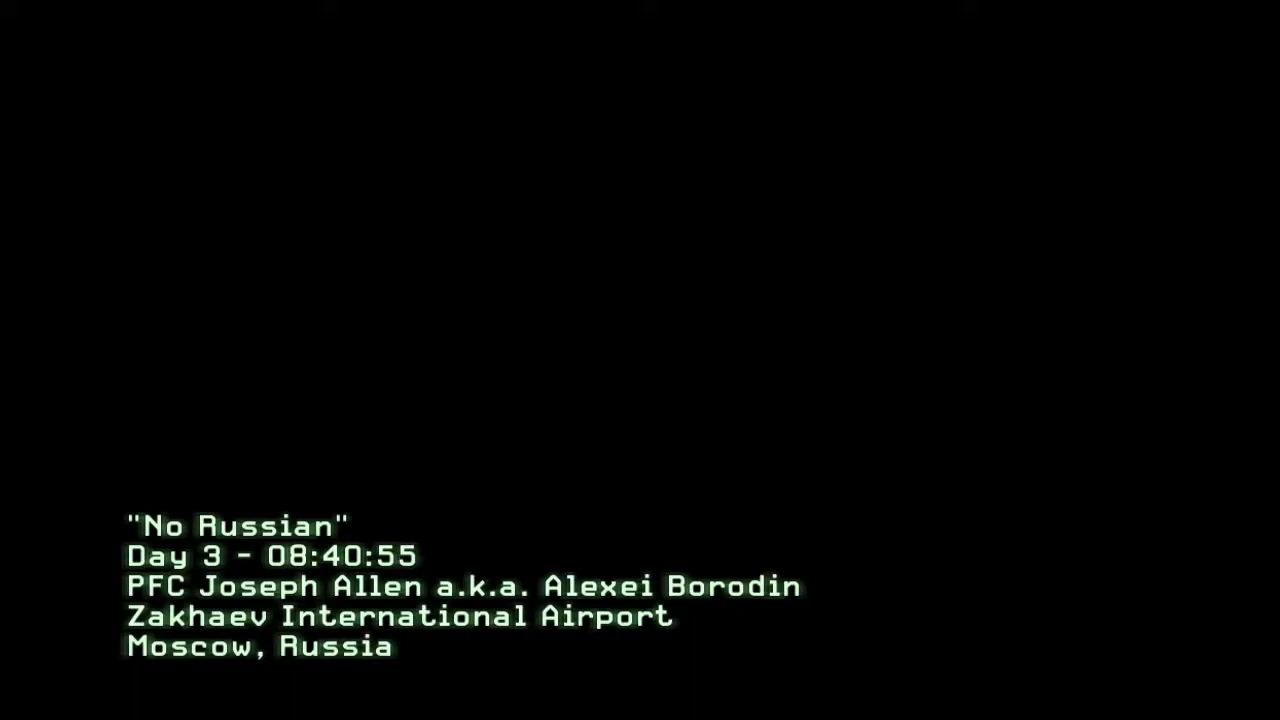 "No Russian"
Day 3 - 08:40:55
PFC Joseph Allen a.k.a. Alexei Borodin
Zakhaev International Airport
Moscow, Russia